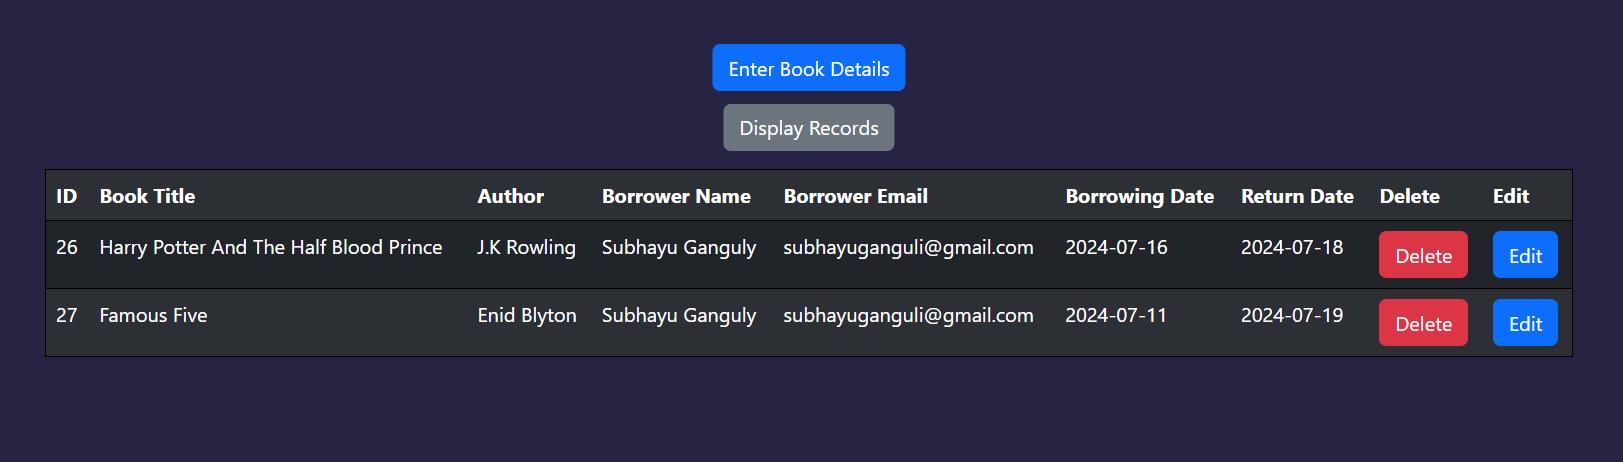 Enter Book Details
Display Records
ID Book Title Author Borrower Name Borrower Email Borrowing Date Return Date Delete Edit
26 Harry Potter And The Half Blood Prince J.K Rowling Subhayu Ganguly subhayuganguli@gmail.com 2024-07-16 2024-07-18 Delete Edit
27 Famous Five Enid Blyton Subhayu Ganguly subhayuganguli@gmail.com 2024-07-11 2024-07-19 Delete Edit